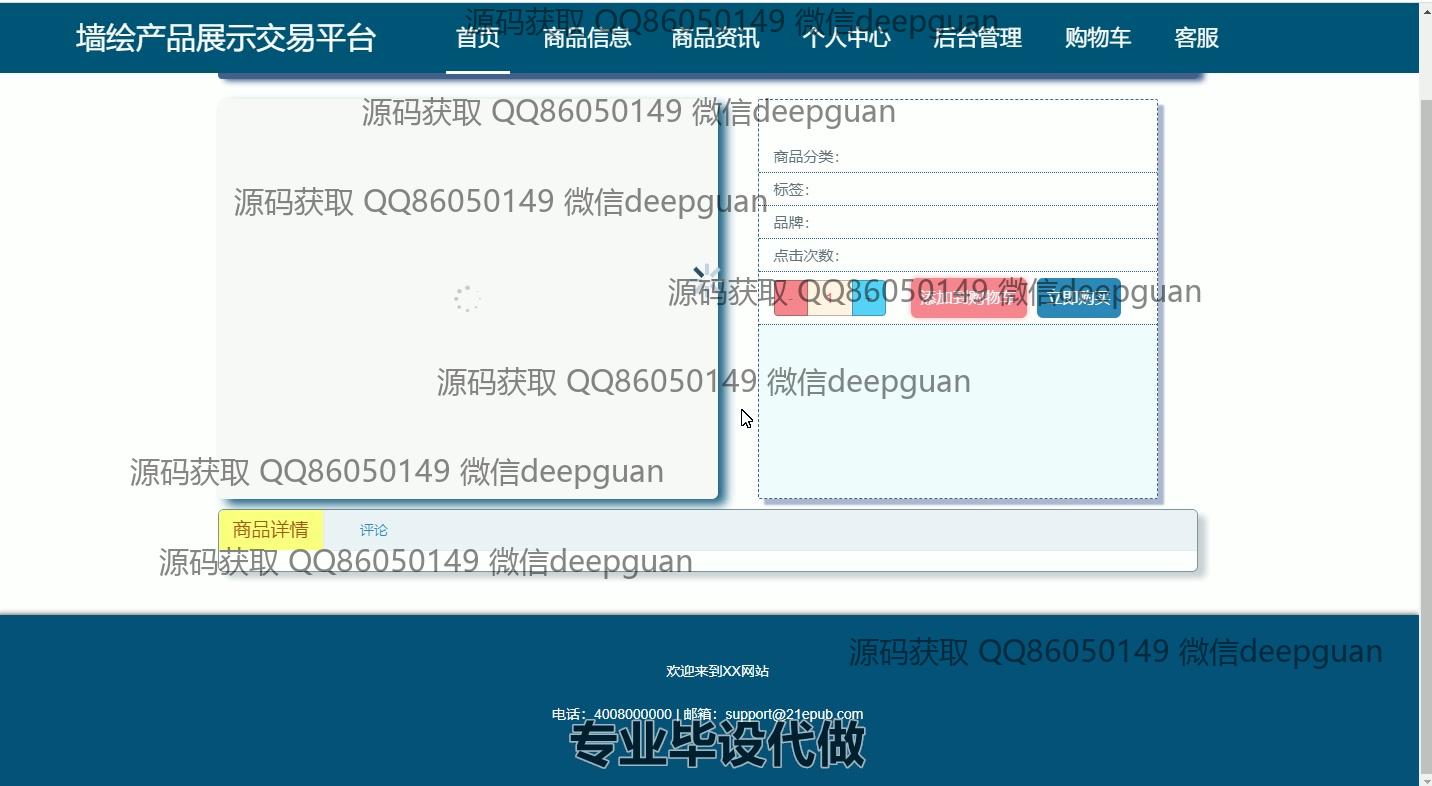 源码获取 QQ86050149 微信deepguan
墙绘产品展示交易平台 首页 商品信息 商品资讯 个人中心 后台管理 购物车 客服
源码获取 QQ86050149 微信deepguan
商品分类：
源码获取 QQ86050149 微信deepguan
标签：
品牌：
点击次数：
源码获取 QQ86050149 微信deepguan
添加到购物车 立即购买
源码获取 QQ86050149 微信deepguan
源码获取 QQ86050149 微信deepguan
商品详情 评论
源码获取 QQ86050149 微信deepguan
源码获取 QQ86050149 微信deepguan
欢迎来到XX网站
电话：4008000000 | 邮箱：support@21epub.com
专业毕设代做